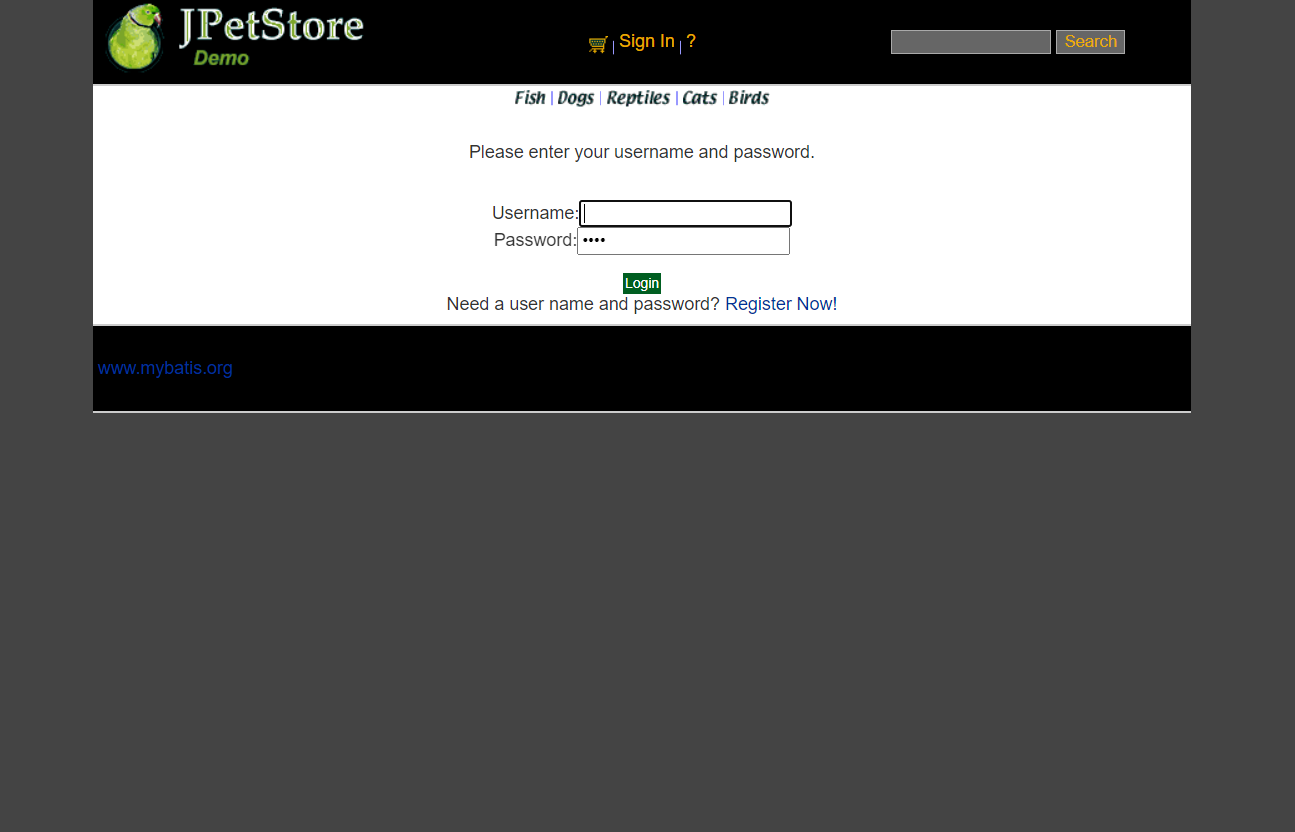 JPetStore
Demo
Sign In | ?
Search
Fish | Dogs | Reptiles | Cats | Birds
Please enter your username and password.
Username:
Password: ••••
Login
Need a user name and password? Register Now!
www.mybatis.org